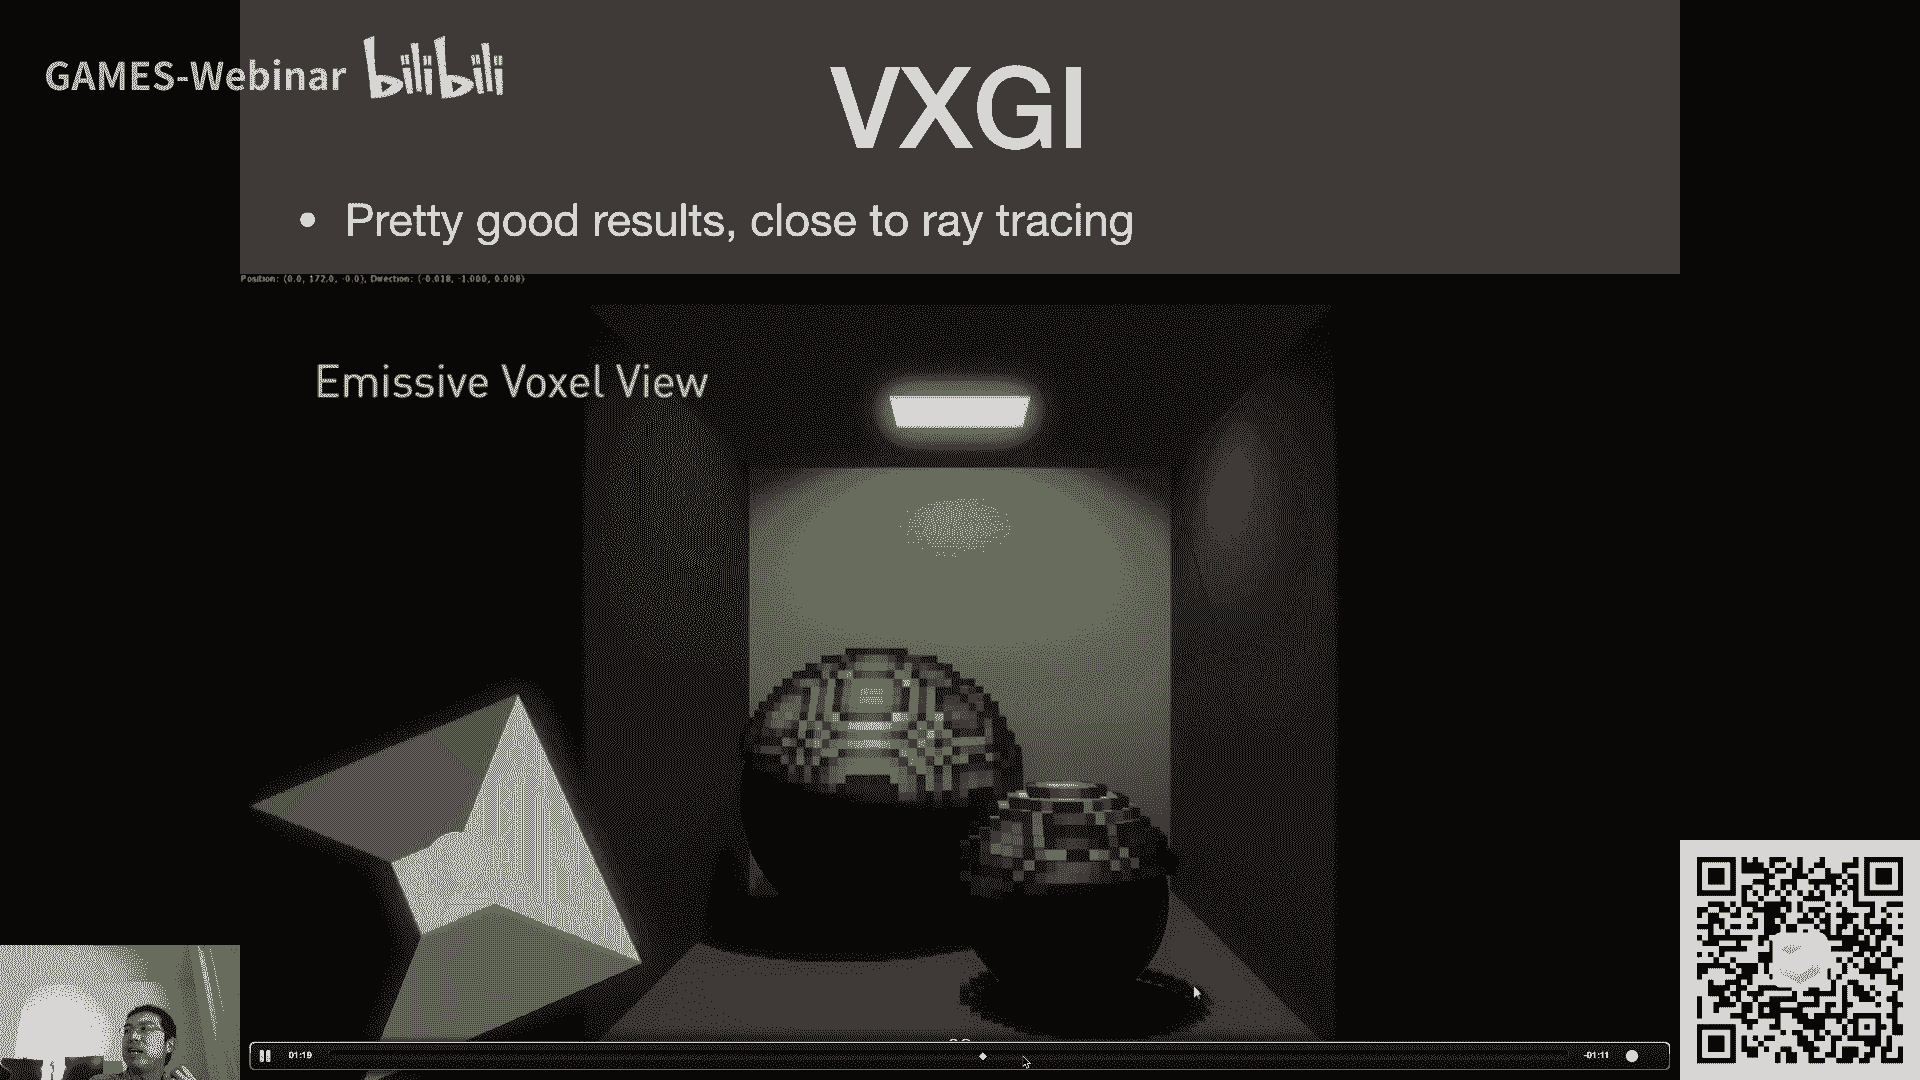 GAMES-Webinar bilibili
VXGI
• Pretty good results, close to ray tracing
Position: (0.0, 172.0, -0.0), Direction: (-0.018, -1.000, 0.008)
Emissive Voxel View
01:19
-01:11